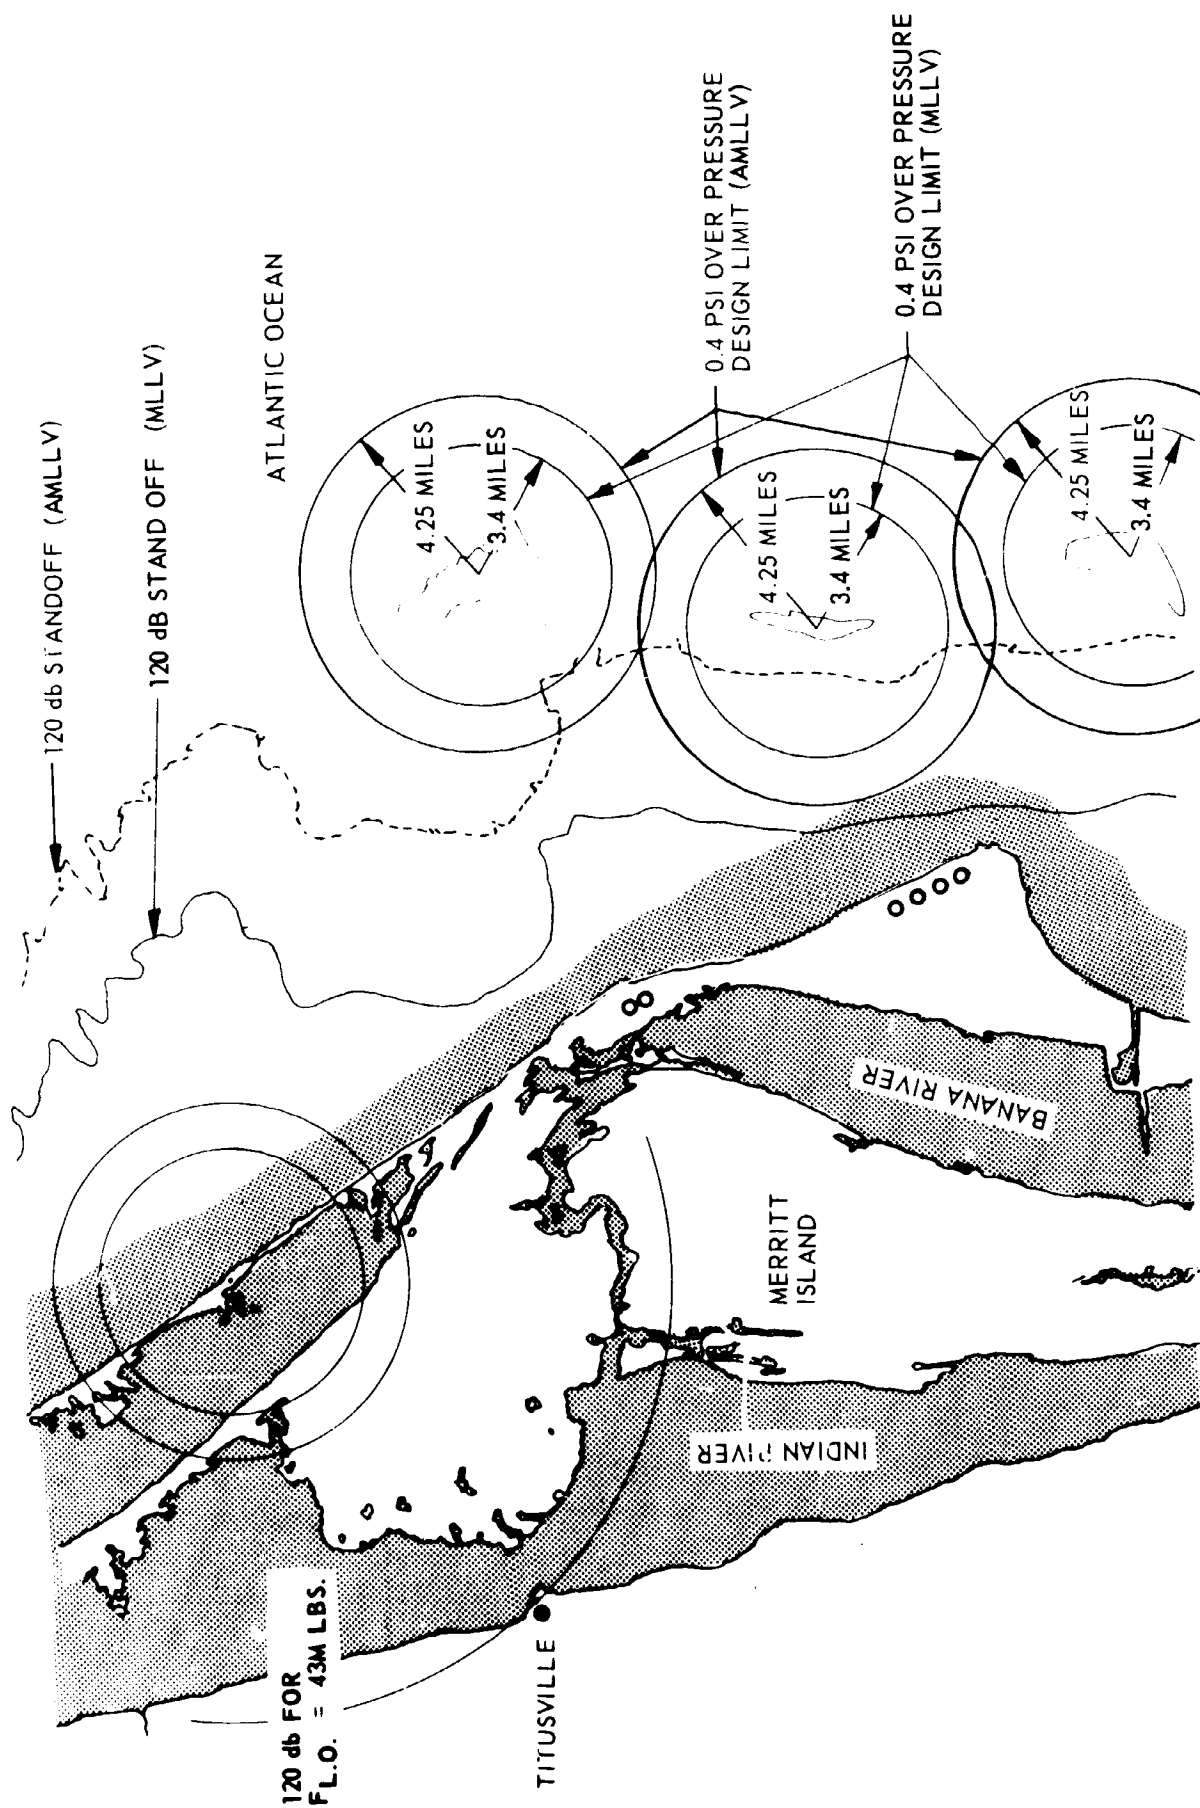 120 db STANDOFF (AMLLV)
120 dB STAND OFF (MLLV)
ATLANTIC OCEAN
4.25 MILES
3.4 MILES
0.4 PSI OVER PRESSURE
DESIGN LIMIT (AMLLV)
4.25 MILES
3.4 MILES
0.4 PSI OVER PRESSURE
DESIGN LIMIT (MLLV)
4.25 MILES
3.4 MILES
BANANA RIVER
MERRITT
ISLAND
INDIAN RIVER
120 db FOR
F L.O. = 43M LBS.
TITUSVILLE